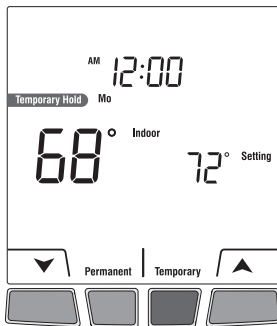 AM 12:00
Temporary Hold Mo
68° Indoor
72° Setting
Permanent Temporary